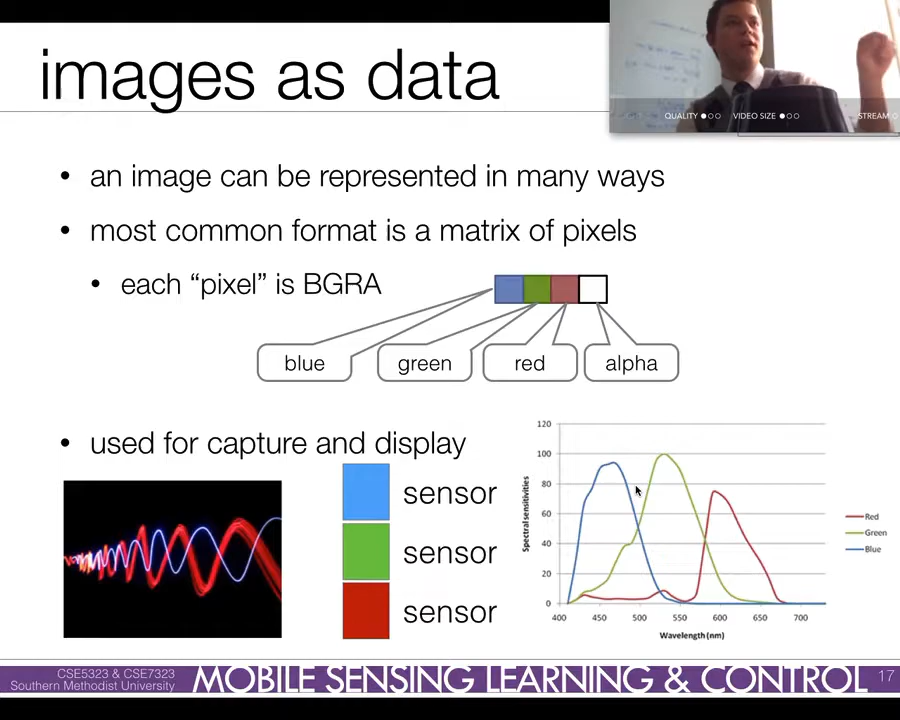 images as data
QUALITY
VIDEO SIZE
STREAM
• an image can be represented in many ways
• most common format is a matrix of pixels
• each “pixel” is BGRA
blue
green
red
alpha
• used for capture and display
sensor
sensor
sensor
120
100
80
60
40
20
0
Spectral sensitivities
400 450 500 550 600 650 700
Wavelength (nm)
Red
Green
Blue
CSE5323 & CSE7323
Southern Methodist University
MOBILE SENSING LEARNING & CONTROL
17